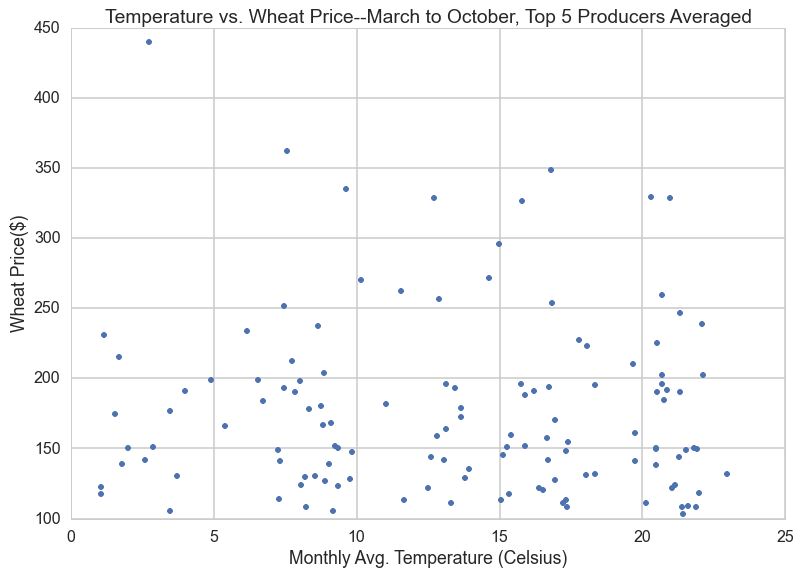 Temperature vs. Wheat Price--March to October, Top 5 Producers Averaged
450
400
350
300
250
200
150
100
Wheat Price($)
0 5 10 15 20 25
Monthly Avg. Temperature (Celsius)